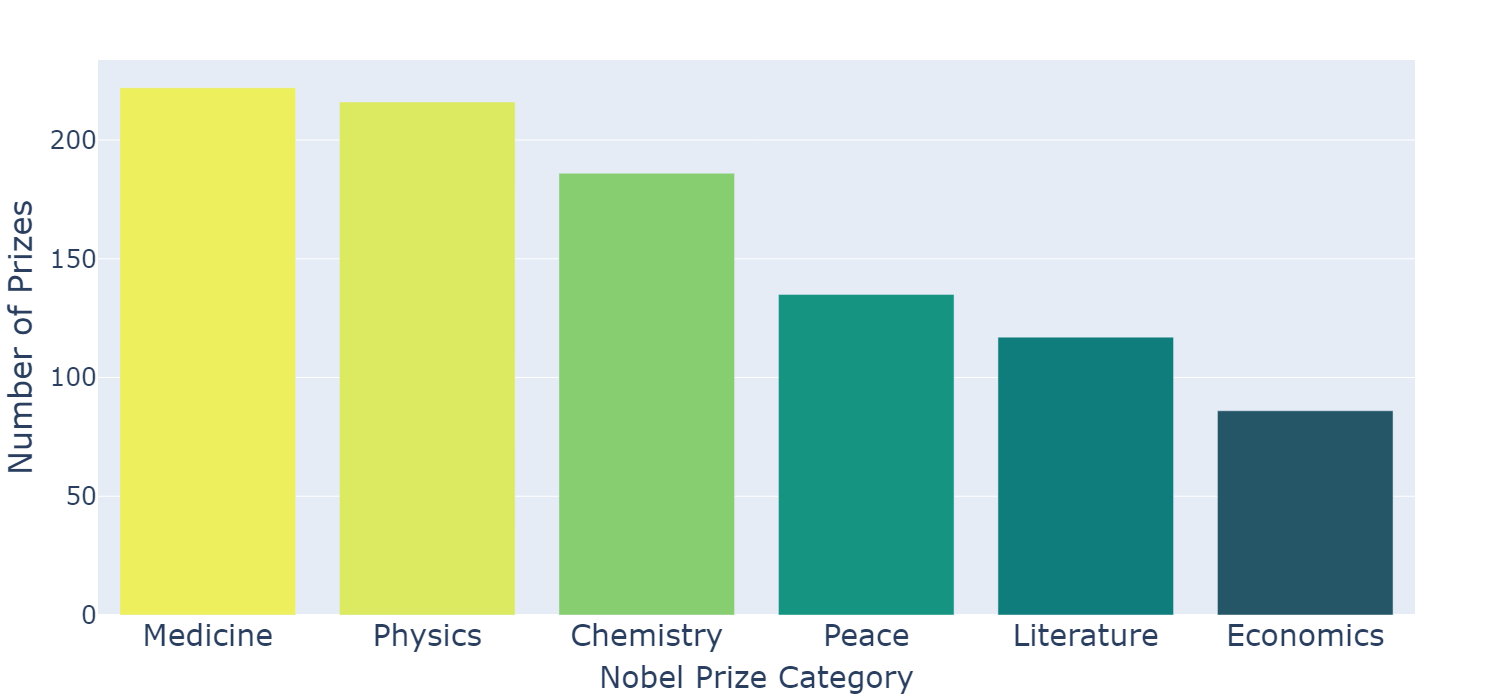 Number of Prizes
200
150
100
50
0
Medicine
Physics
Chemistry
Peace
Literature
Economics
Nobel Prize Category